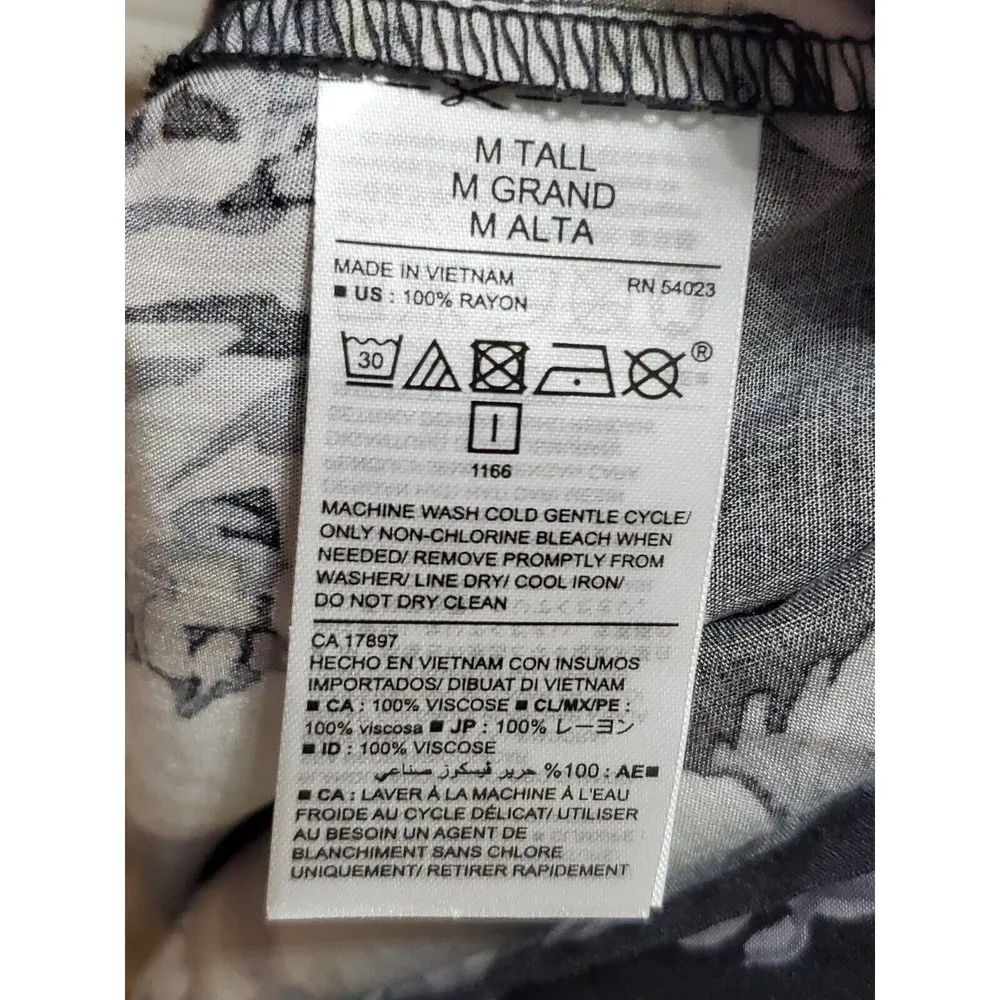 M TALL
M GRAND
M ALTA
MADE IN VIETNAM RN 54023
■ US : 100% RAYON
30
®
1166
MACHINE WASH COLD GENTLE CYCLE/
ONLY NON-CHLORINE BLEACH WHEN
NEEDED/ REMOVE PROMPTLY FROM
WASHER/ LINE DRY/ COOL IRON/
DO NOT DRY CLEAN
CA 17897
HECHO EN VIETNAM CON INSUMOS
IMPORTADOS/ DIBUAT DI VIETNAM
■ CA : 100% VISCOSE ■ CL/MX/PE :
100% viscosa ■ JP : 100% レーヨン
■ ID : 100% VISCOSE
■AE : 100% حرير ڤيسكوز صناعي
■ CA : LAVER À LA MACHINE À L'EAU
FROIDE AU CYCLE DÉLICAT/ UTILISER
AU BESOIN UN AGENT DE
BLANCHIMENT SANS CHLORE
UNIQUEMENT/ RETIRER RAPIDEMENT